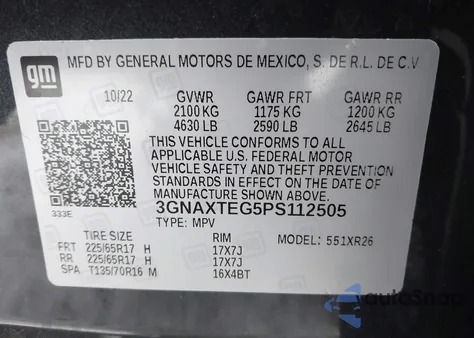 gm MFD BY GENERAL MOTORS DE MEXICO, S. DE R.L. DE C.V
10/22 GVWR GAWR FRT GAWR RR
2100 KG 1175 KG 1200 KG
4630 LB 2590 LB 2645 LB
THIS VEHICLE CONFORMS TO ALL
APPLICABLE U.S. FEDERAL MOTOR
VEHICLE SAFETY AND THEFT PREVENTION
STANDARDS IN EFFECT ON THE DATE OF
MANUFACTURE SHOWN ABOVE.
333E 3GNAXTEG5PS112505
TYPE: MPV
TIRE SIZE RIM MODEL: 551XR26
FRT 225/65R17 H 17X7J
RR 225/65R17 H 17X7J
SPA T135/70R16 M 16X4BT
AutoSnap